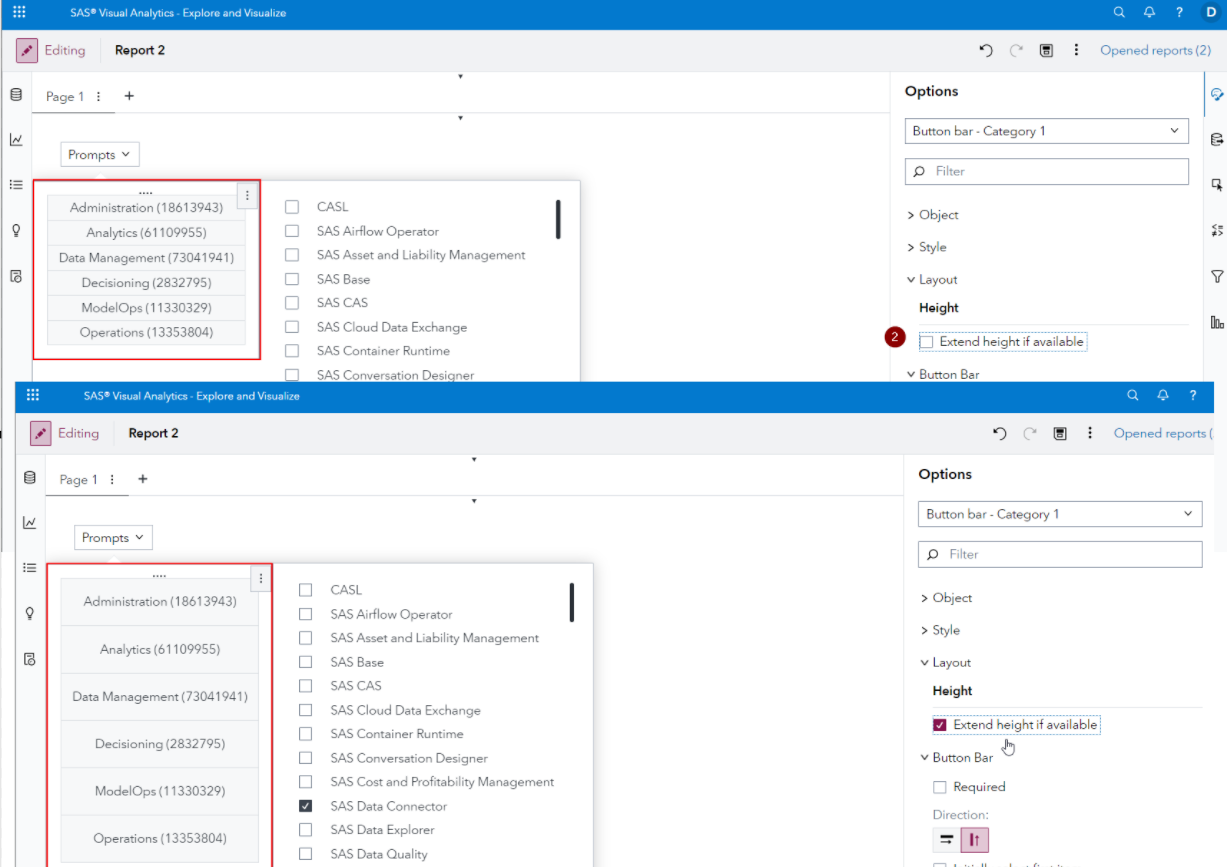 SAS® Visual Analytics - Explore and Visualize
D
Editing
Report 2
Opened reports (2)
Page 1
Options
Button bar - Category 1
Prompts
Filter
Administration (18613943)
CASL
Object
Analytics (61109955)
SAS Airflow Operator
Style
Data Management (73041941)
SAS Asset and Liability Management
Layout
Decisioning (2832795)
SAS Base
Height
ModelOps (11330329)
SAS CAS
Operations (13353804)
SAS Cloud Data Exchange
2
Extend height if available
SAS Container Runtime
SAS Conversation Designer
Button Bar
SAS® Visual Analytics - Explore and Visualize
Editing
Report 2
Opened reports (
Page 1
Options
Button bar - Category 1
Prompts
Filter
Administration (18613943)
CASL
Object
SAS Airflow Operator
Style
Analytics (61109955)
SAS Asset and Liability Management
SAS Base
Layout
Data Management (73041941)
SAS CAS
Height
SAS Cloud Data Exchange
Extend height if available
Decisioning (2832795)
SAS Container Runtime
SAS Conversation Designer
Button Bar
ModelOps (11330329)
SAS Cost and Profitability Management
Required
SAS Data Connector
Direction:
Operations (13353804)
SAS Data Explorer
SAS Data Quality